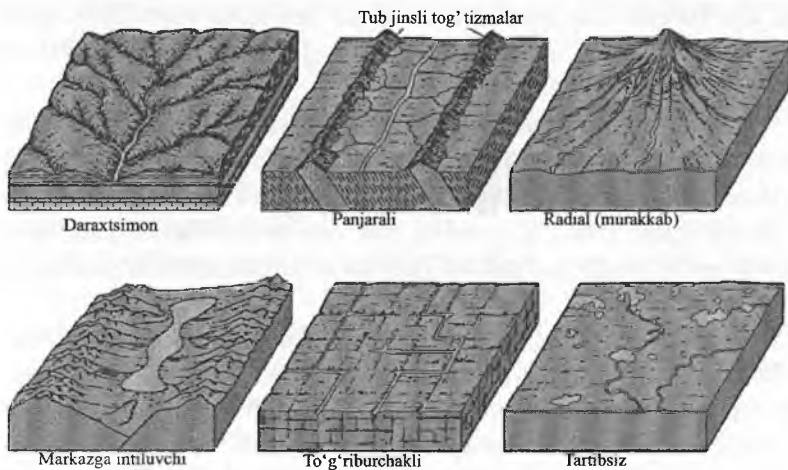 Tub jinsli tog' tizmalar
Daraxtsimon
Panjarali
Radial (murakkab)
Markazga intiluvchi
To‘g‘riburchakli
Tartibsiz